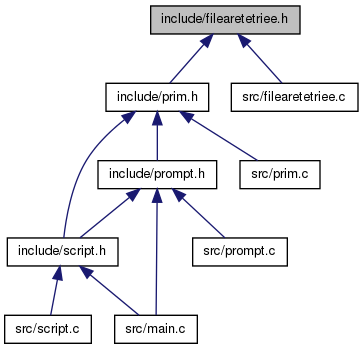 include/filearetetriee.h
include/prim.h
src/filearetetriee.c
include/prompt.h
src/prim.c
include/script.h
src/prompt.c
src/script.c
src/main.c